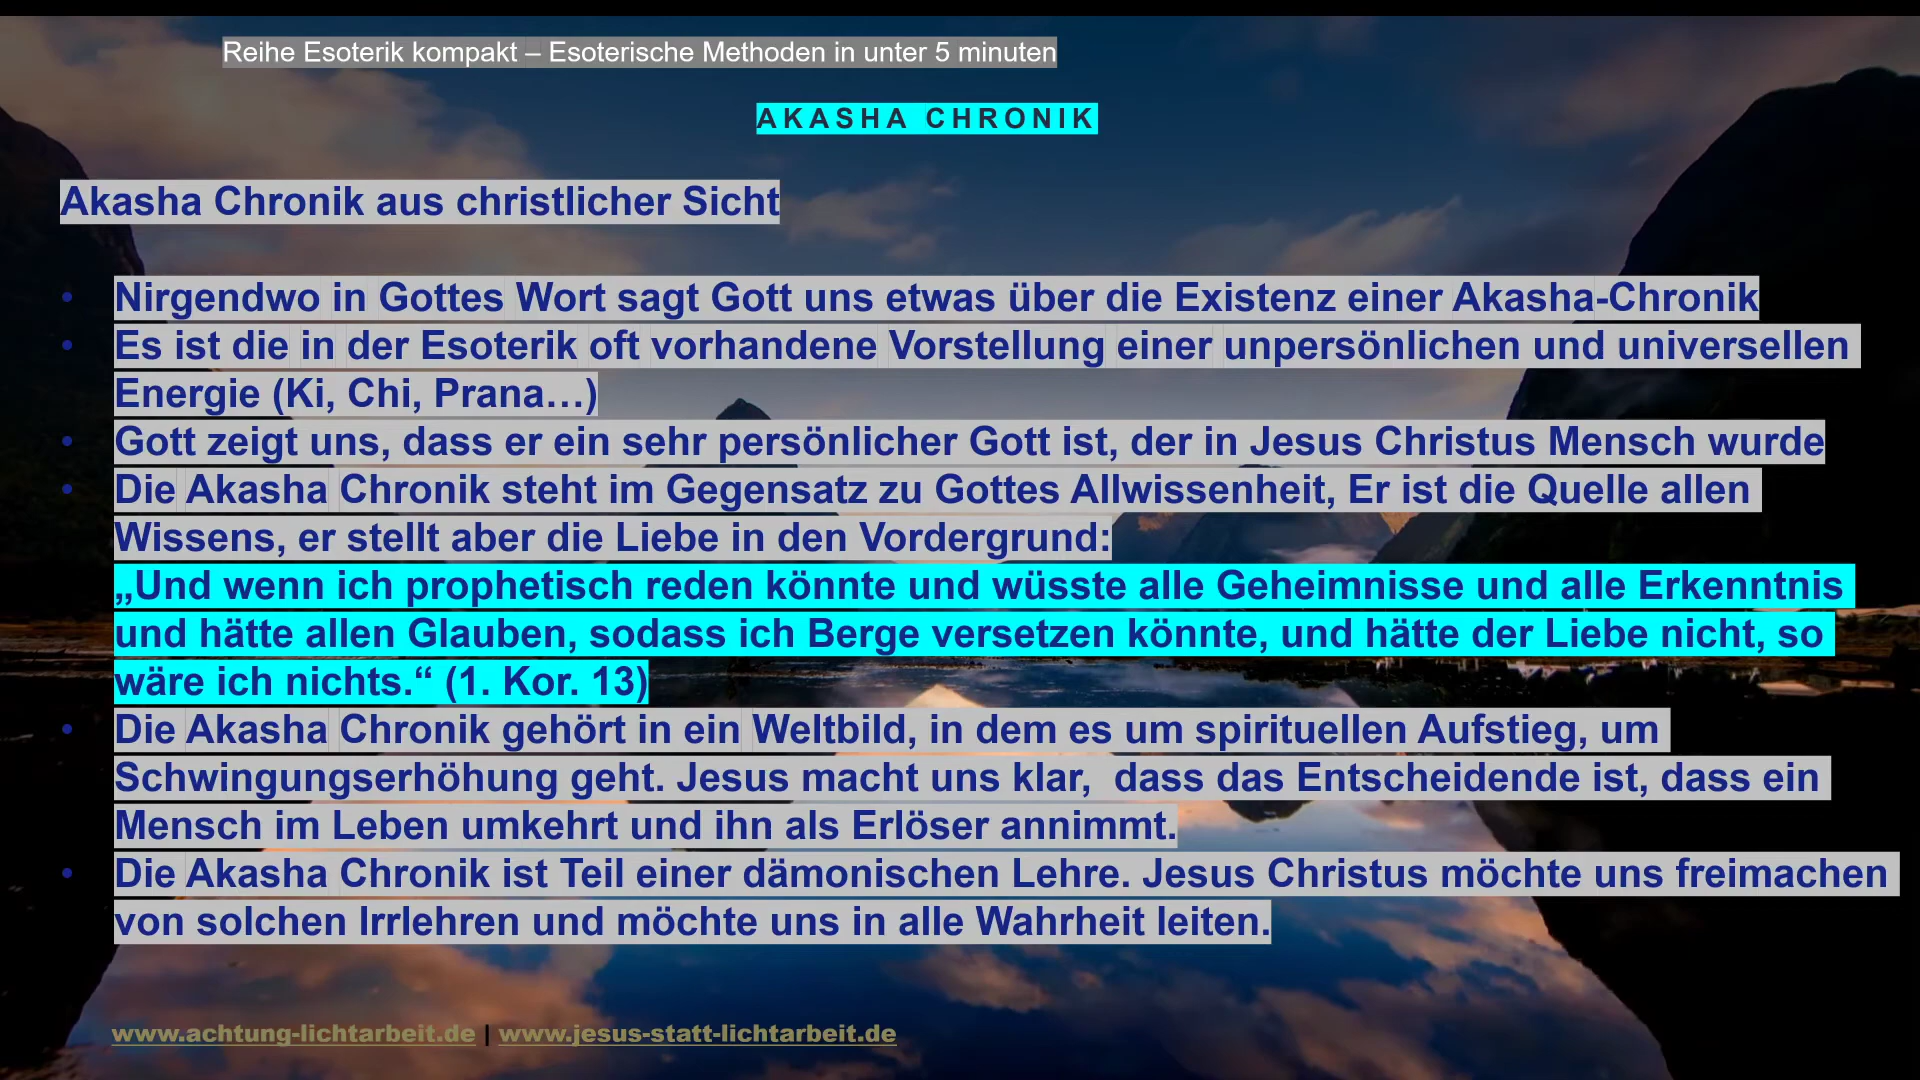 Reihe Esoterik kompakt – Esoterische Methoden in unter 5 minuten
AKASHA CHRONIK
Akasha Chronik aus christlicher Sicht
• Nirgendwo in Gottes Wort sagt Gott uns etwas über die Existenz einer Akasha-Chronik
• Es ist die in der Esoterik oft vorhandene Vorstellung einer unpersönlichen und universellen
Energie (Ki, Chi, Prana…)
• Gott zeigt uns, dass er ein sehr persönlicher Gott ist, der in Jesus Christus Mensch wurde
• Die Akasha Chronik steht im Gegensatz zu Gottes Allwissenheit, Er ist die Quelle allen
Wissens, er stellt aber die Liebe in den Vordergrund:
„Und wenn ich prophetisch reden könnte und wüsste alle Geheimnisse und alle Erkenntnis
und hätte allen Glauben, sodass ich Berge versetzen könnte, und hätte der Liebe nicht, so
wäre ich nichts.“ (1. Kor. 13)
• Die Akasha Chronik gehört in ein Weltbild, in dem es um spirituellen Aufstieg, um
Schwingungserhöhung geht. Jesus macht uns klar,  dass das Entscheidende ist, dass ein
Mensch im Leben umkehrt und ihn als Erlöser annimmt.
• Die Akasha Chronik ist Teil einer dämonischen Lehre. Jesus Christus möchte uns freimachen
von solchen Irrlehren und möchte uns in alle Wahrheit leiten.
www.achtung-lichtarbeit.de | www.jesus-statt-lichtarbeit.de